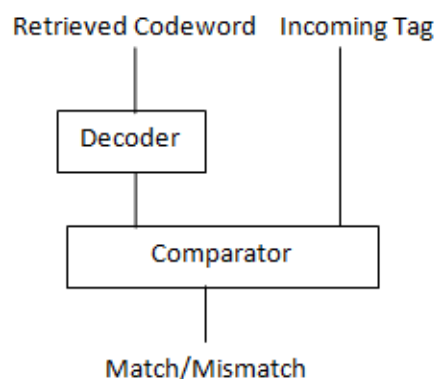 Retrieved Codeword Incoming Tag
Decoder
Comparator
Match/Mismatch